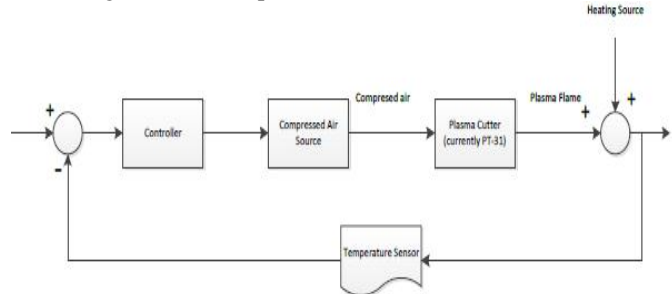 Heating Source
Compresed air
Plasma Flame
+
+
+
Controller
Compressed Air
Source
Plasma Cutter
(currently PT-31)
-
Temperature Sensor